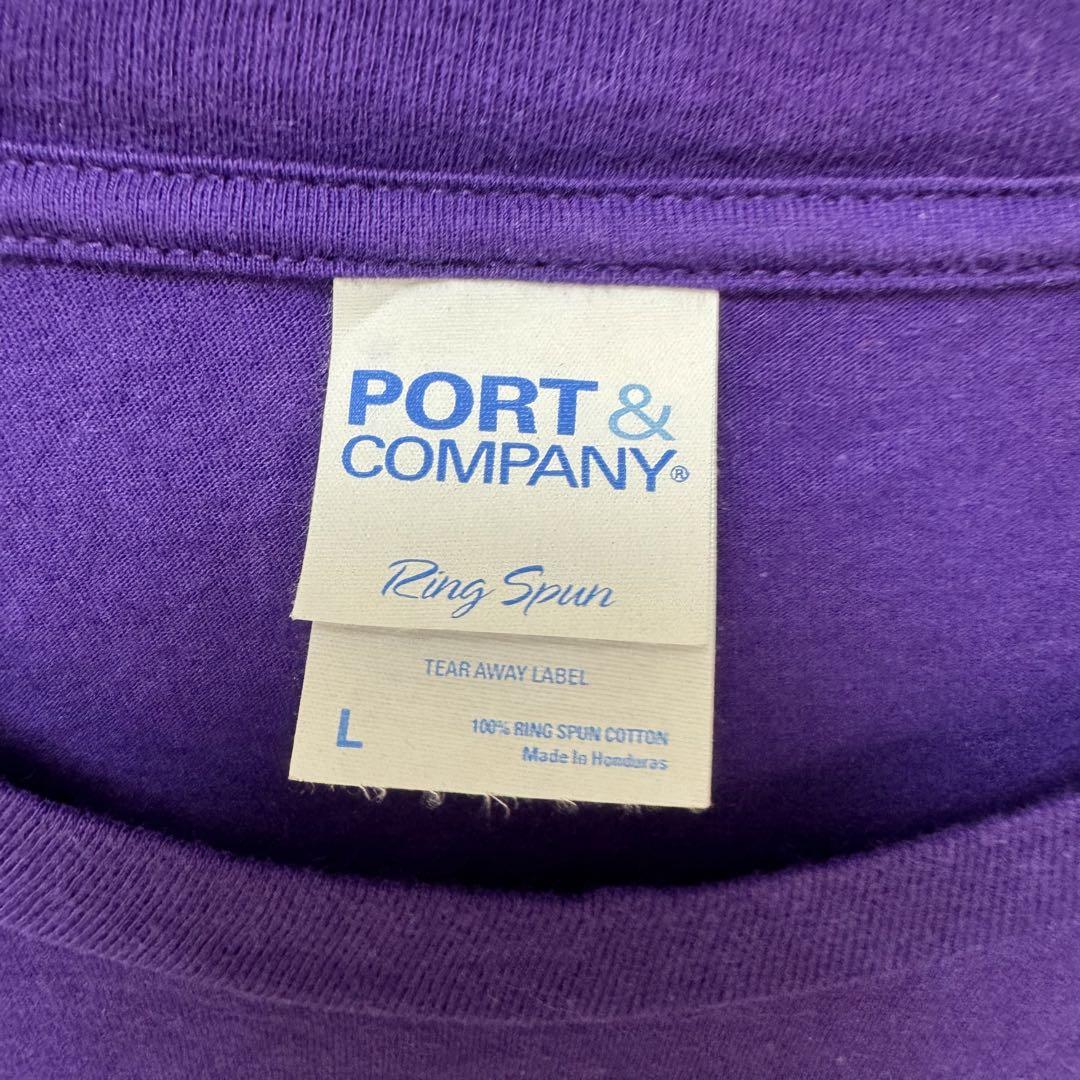 PORT &
COMPANY®
Ring Spun
TEAR AWAY LABEL
L
100% RING SPUN COTTON
Made In Honduras